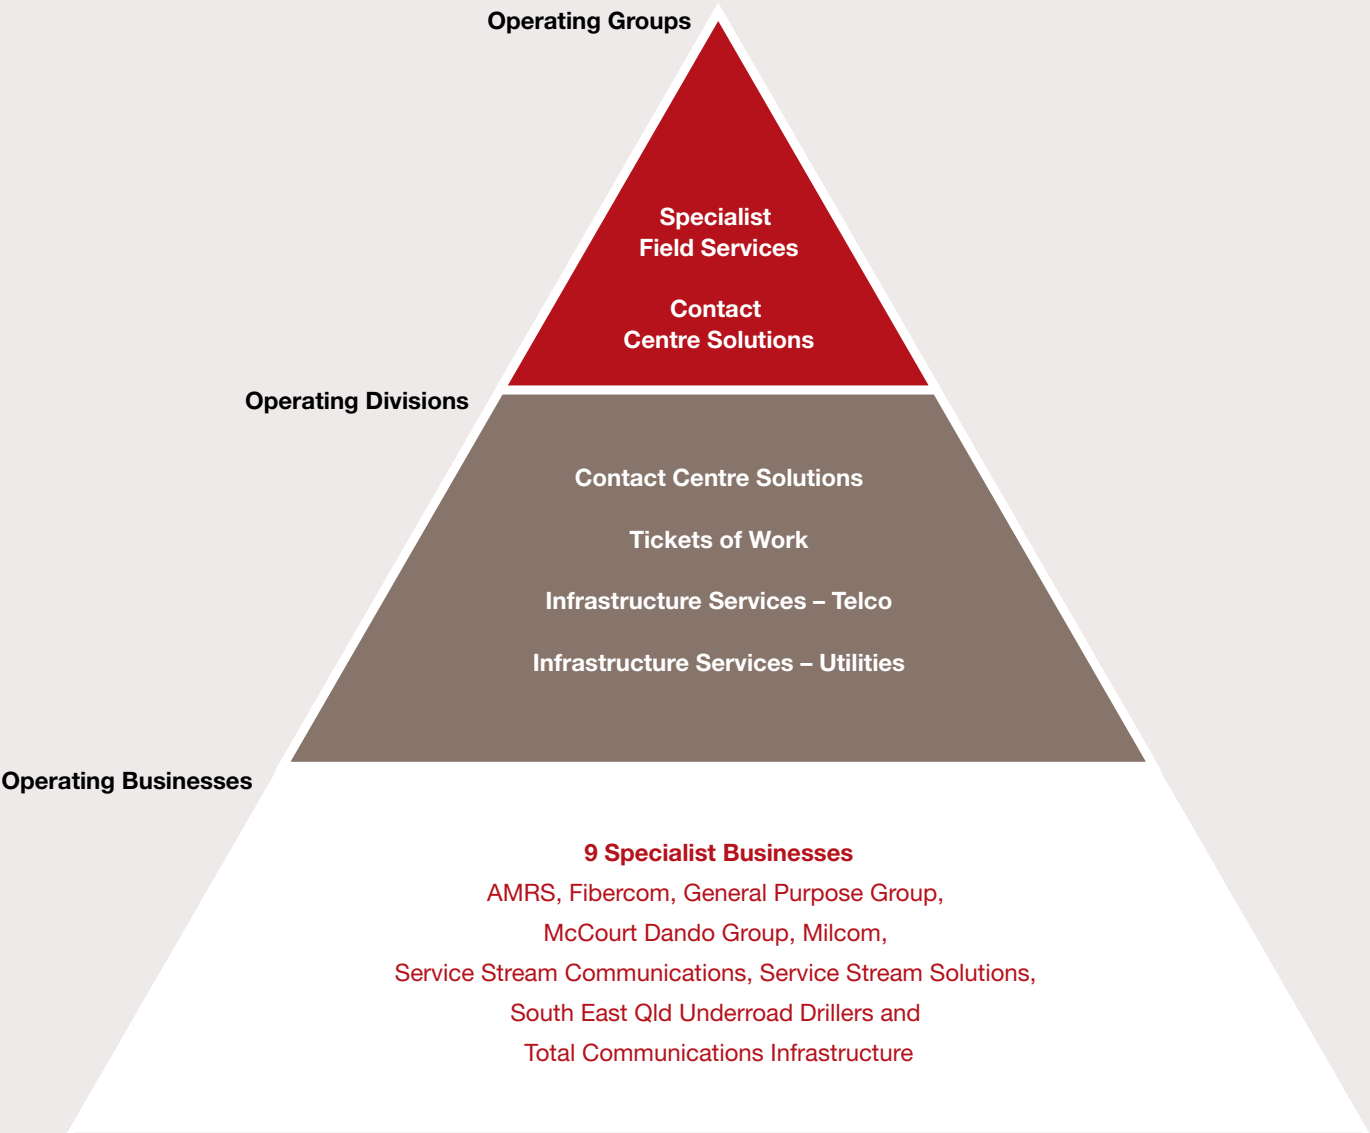 Operating Groups
Specialist
Field Services
Contact
Centre Solutions
Operating Divisions
Contact Centre Solutions
Tickets of Work
Infrastructure Services – Telco
Infrastructure Services – Utilities
Operating Businesses
9 Specialist Businesses
AMRS, Fibercom, General Purpose Group,
McCourt Dando Group, Milcom,
Service Stream Communications, Service Stream Solutions,
South East Qld Underroad Drillers and
Total Communications Infrastructure